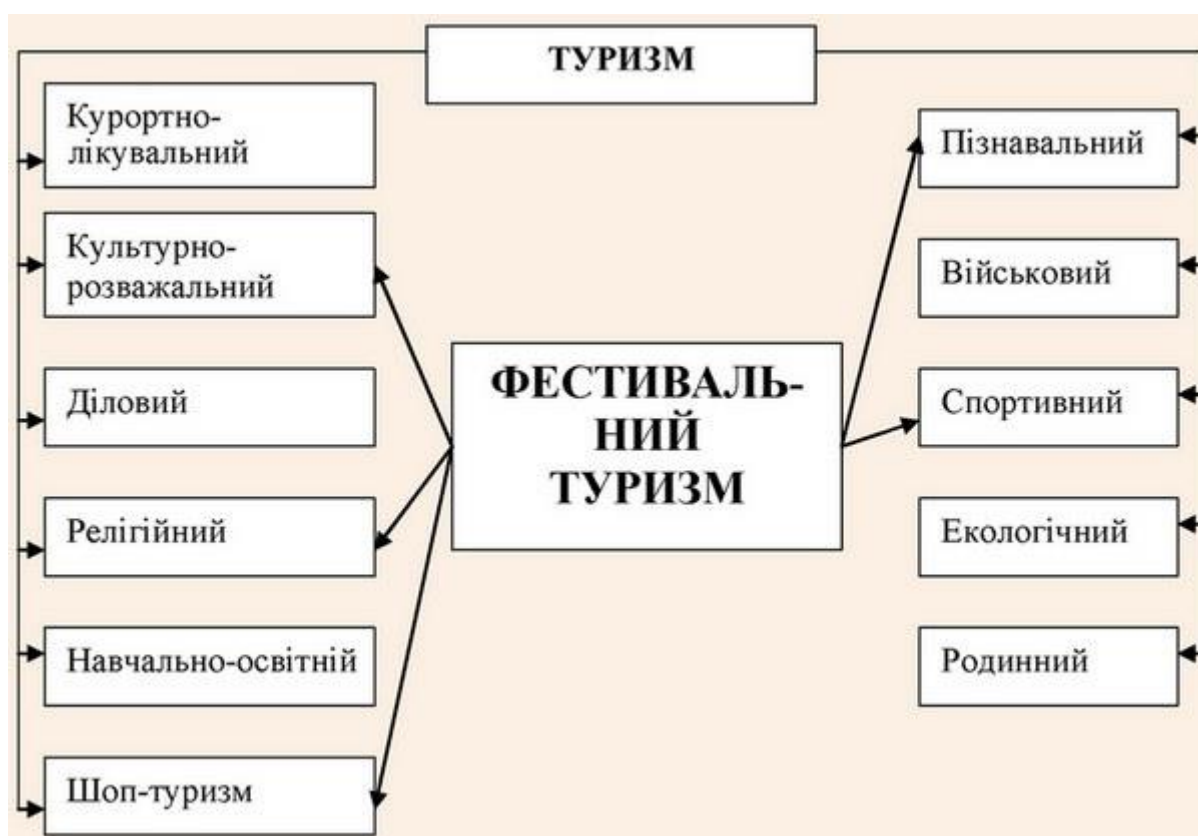 ТУРИЗМ
Курортно-
лікувальний
Культурно-
розважальний
Діловий
Релігійний
Навчально-освітній
Шоп-туризм
ФЕСТИВАЛЬ-
НИЙ
ТУРИЗМ
Пізнавальний
Військовий
Спортивний
Екологічний
Родинний